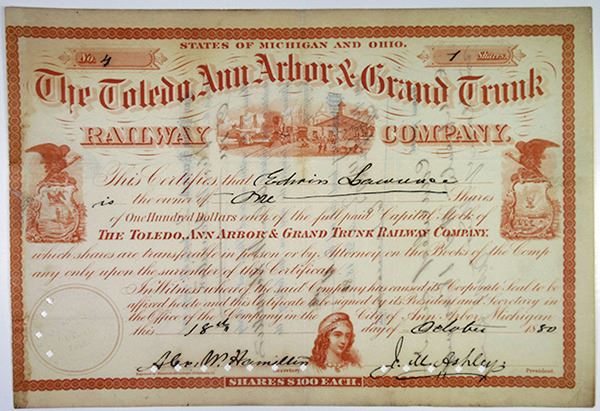 STATES OF MICHIGAN AND OHIO.
No. 4
1 Shares
The Toledo, Ann Arbor & Grand Trunk
RAILWAY COMPANY.
This Certifies that Edwin Lawrence
is the owner of One Shares
of One Hundred Dollars each of the full paid Capital Stock of
THE TOLEDO, ANN ARBOR & GRAND TRUNK RAILWAY COMPANY,
which shares are transferable in person or by Attorney on the Books of the Comp
any only upon the surrender of this Certificate.
In Witness whereof the said Company has caused its Corporate Seal to be
affixed hereto and this Certificate to be signed by its President and Secretary in
the Office of the Company in the City of Ann Arbor Michigan
this 18th day of October 1880
Alex. W. Hamilton J. M. Ashley
Secretary. President.
SHARES $100 EACH.